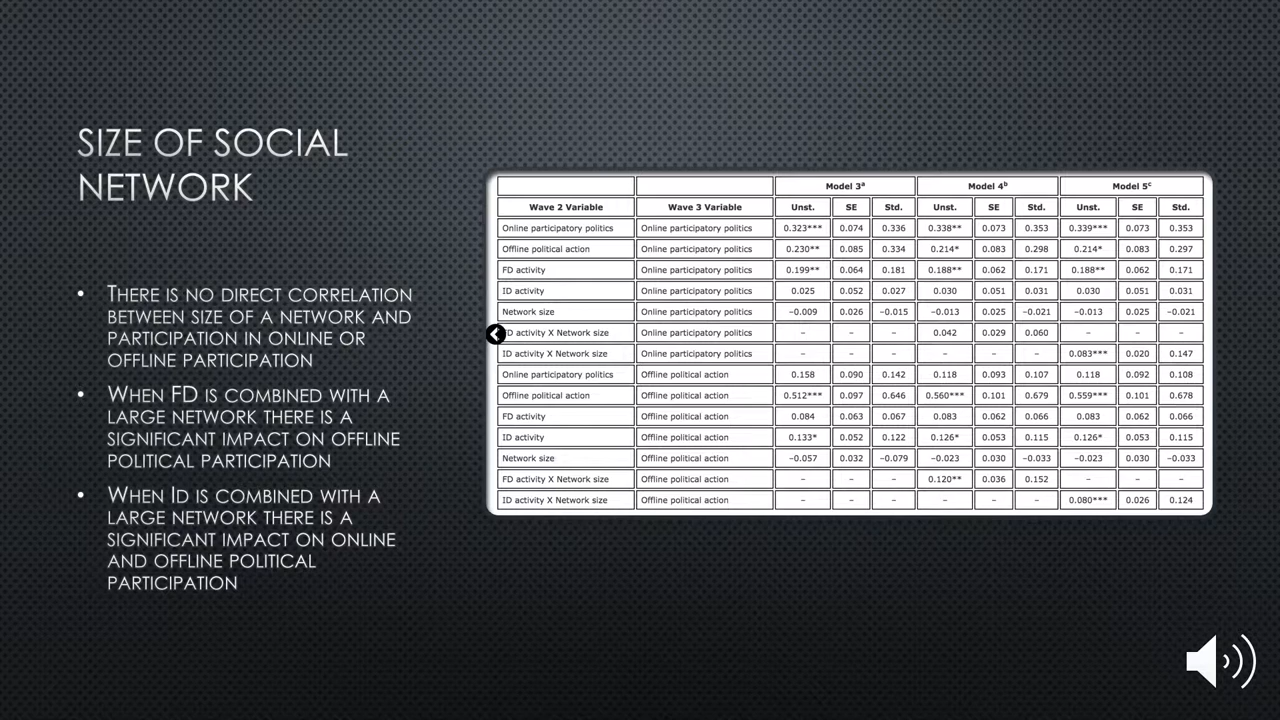 SIZE OF SOCIAL
NETWORK
• THERE IS NO DIRECT CORRELATION
BETWEEN SIZE OF A NETWORK AND
PARTICIPATION IN ONLINE OR
OFFLINE PARTICIPATION
• WHEN FD IS COMBINED WITH A
LARGE NETWORK THERE IS A
SIGNIFICANT IMPACT ON OFFLINE
POLITICAL PARTICIPATION
• WHEN ID IS COMBINED WITH A
LARGE NETWORK THERE IS A
SIGNIFICANT IMPACT ON ONLINE
AND OFFLINE POLITICAL
PARTICIPATION
Model 3a Model 4b Model 5c
Wave 2 Variable Wave 3 Variable Unst. SE Std. Unst. SE Std. Unst. SE Std.
Online participatory politics Online participatory politics 0.323*** 0.074 0.336 0.338** 0.073 0.353 0.339*** 0.073 0.353
Offline political action Online participatory politics 0.230** 0.085 0.334 0.214* 0.083 0.298 0.214* 0.083 0.297
FD activity Online participatory politics 0.199** 0.064 0.181 0.188** 0.062 0.171 0.188** 0.062 0.171
ID activity Online participatory politics 0.025 0.052 0.027 0.030 0.051 0.031 0.030 0.051 0.031
Network size Online participatory politics −0.009 0.026 −0.015 −0.013 0.025 −0.021 −0.013 0.025 −0.021
FD activity X Network size Online participatory politics – – – 0.042 0.029 0.060 – – –
ID activity X Network size Online participatory politics – – – – – – 0.083*** 0.020 0.147
Online participatory politics Offline political action 0.158 0.090 0.142 0.118 0.093 0.107 0.118 0.092 0.108
Offline political action Offline political action 0.512*** 0.097 0.646 0.560*** 0.101 0.679 0.559*** 0.101 0.678
FD activity Offline political action 0.084 0.063 0.067 0.083 0.062 0.066 0.083 0.062 0.066
ID activity Offline political action 0.133* 0.052 0.122 0.126* 0.053 0.115 0.126* 0.053 0.115
Network size Offline political action −0.057 0.032 −0.079 −0.023 0.030 −0.033 −0.023 0.030 −0.033
FD activity X Network size Offline political action – – – 0.120** 0.036 0.152 – – –
ID activity X Network size Offline political action – – – – – – 0.080*** 0.026 0.124